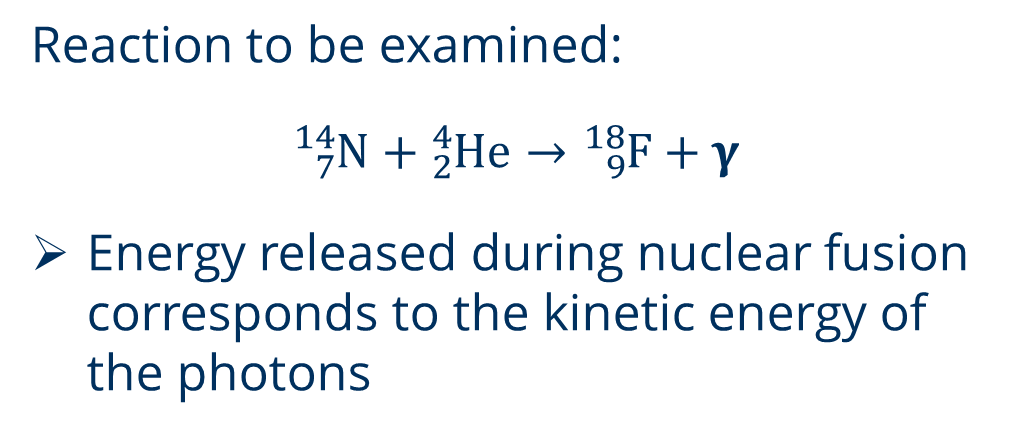 Reaction to be examined:
¹⁴₇N + ⁴₂He → ¹⁸₉F + γ
➢ Energy released during nuclear fusion
corresponds to the kinetic energy of
the photons